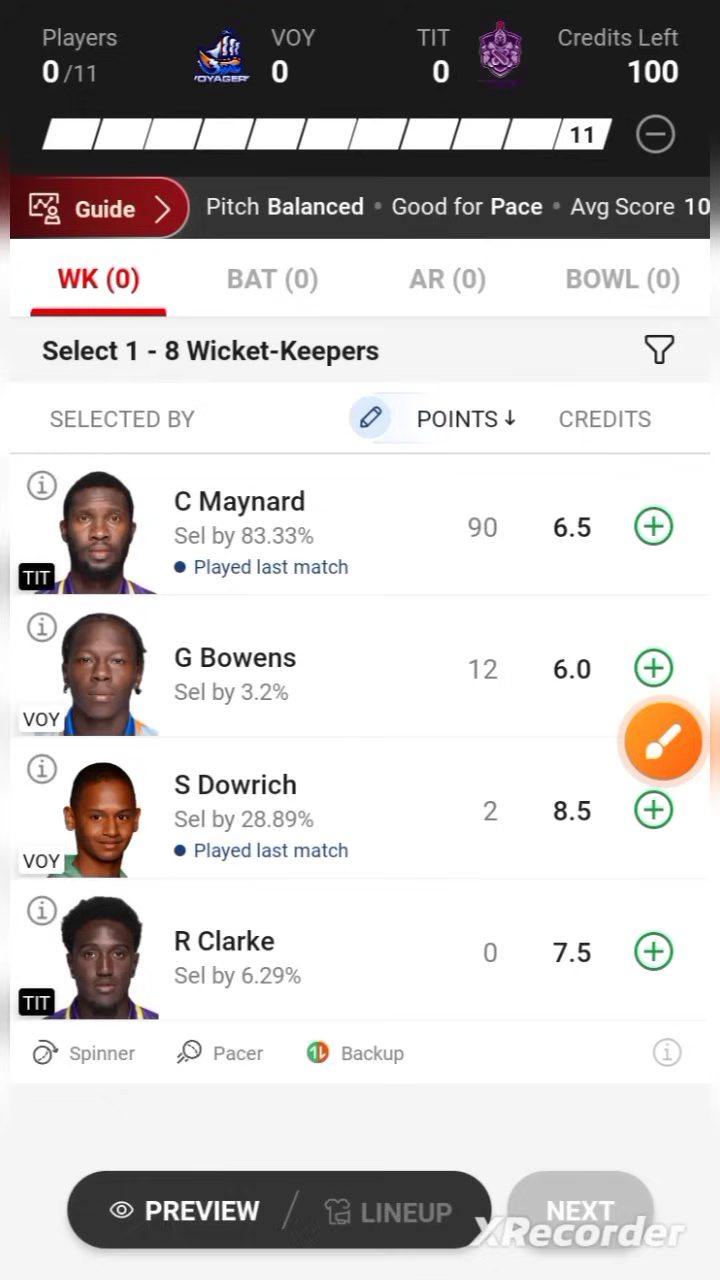 Players VOY TIT Credits Left
0/11 0 0 100
VOYAGER
11
Guide Pitch Balanced • Good for Pace • Avg Score 10
WK (0) BAT (0) AR (0) BOWL (0)
Select 1 - 8 Wicket-Keepers
SELECTED BY POINTS↓ CREDITS
C Maynard
Sel by 83.33% 90 6.5
TIT • Played last match
G Bowens
Sel by 3.2% 12 6.0
VOY
S Dowrich
Sel by 28.89% 2 8.5
VOY • Played last match
R Clarke
Sel by 6.29% 0 7.5
TIT
Spinner Pacer Backup
PREVIEW / LINEUP NEXT
XRecorder